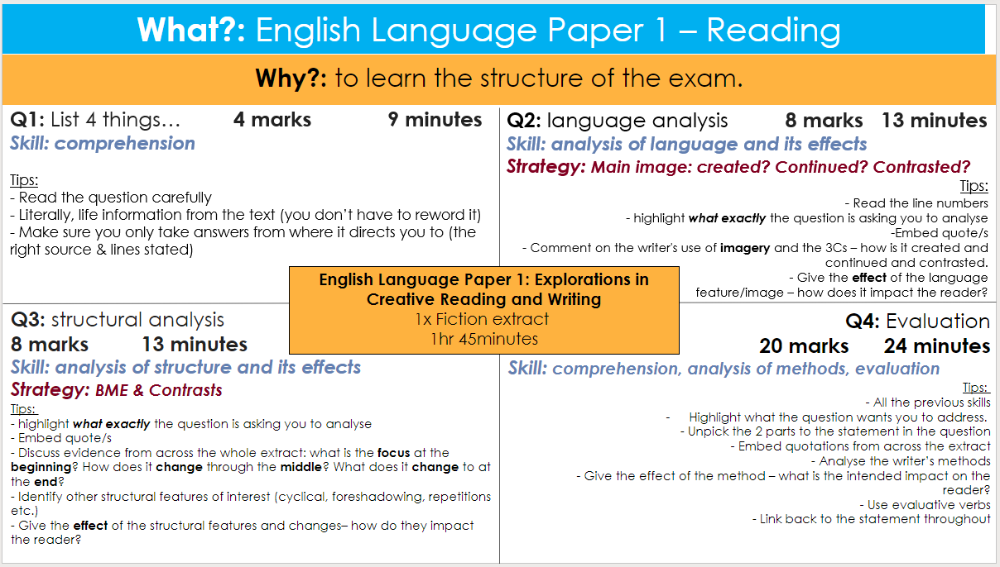 What?: English Language Paper 1 – Reading
Why?: to learn the structure of the exam.
Q1: List 4 things… 4 marks 9 minutes
Skill: comprehension
Tips:
- Read the question carefully
- Literally, life information from the text (you don’t have to reword it)
- Make sure you only take answers from where it directs you to (the
right source & lines stated)
Q2: language analysis 8 marks 13 minutes
Skill: analysis of language and its effects
Strategy: Main image: created? Continued? Contrasted?
Tips:
- Read the line numbers
- highlight what exactly the question is asking you to analyse
-Embed quote/s
- Comment on the writer's use of imagery and the 3Cs – how is it created and
continued and contrasted.
- Give the effect of the language
feature/image – how does it impact the reader?
English Language Paper 1: Explorations in
Creative Reading and Writing
1x Fiction extract
1hr 45minutes
Q3: structural analysis
8 marks 13 minutes
Skill: analysis of structure and its effects
Strategy: BME & Contrasts
Tips:
- highlight what exactly the question is asking you to analyse
- Embed quote/s
- Discuss evidence from across the whole extract: what is the focus at the
beginning? How does it change through the middle? What does it change to at
the end?
- Identify other structural features of interest (cyclical, foreshadowing, repetitions
etc.)
- Give the effect of the structural features and changes– how do they impact
the reader?
Q4: Evaluation
20 marks 24 minutes
Skill: comprehension, analysis of methods, evaluation
Tips:
- All the previous skills
- Highlight what the question wants you to address.
- Unpick the 2 parts to the statement in the question
- Embed quotations from across the extract
- Analyse the writer’s methods
- Give the effect of the method – what is the intended impact on the
reader?
- Use evaluative verbs
- Link back to the statement throughout